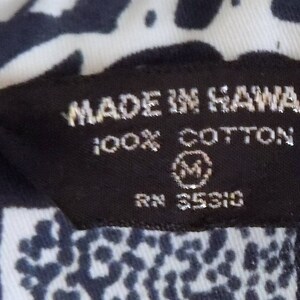 MADE IN HAWA
100% COTTON
M
RN 35310